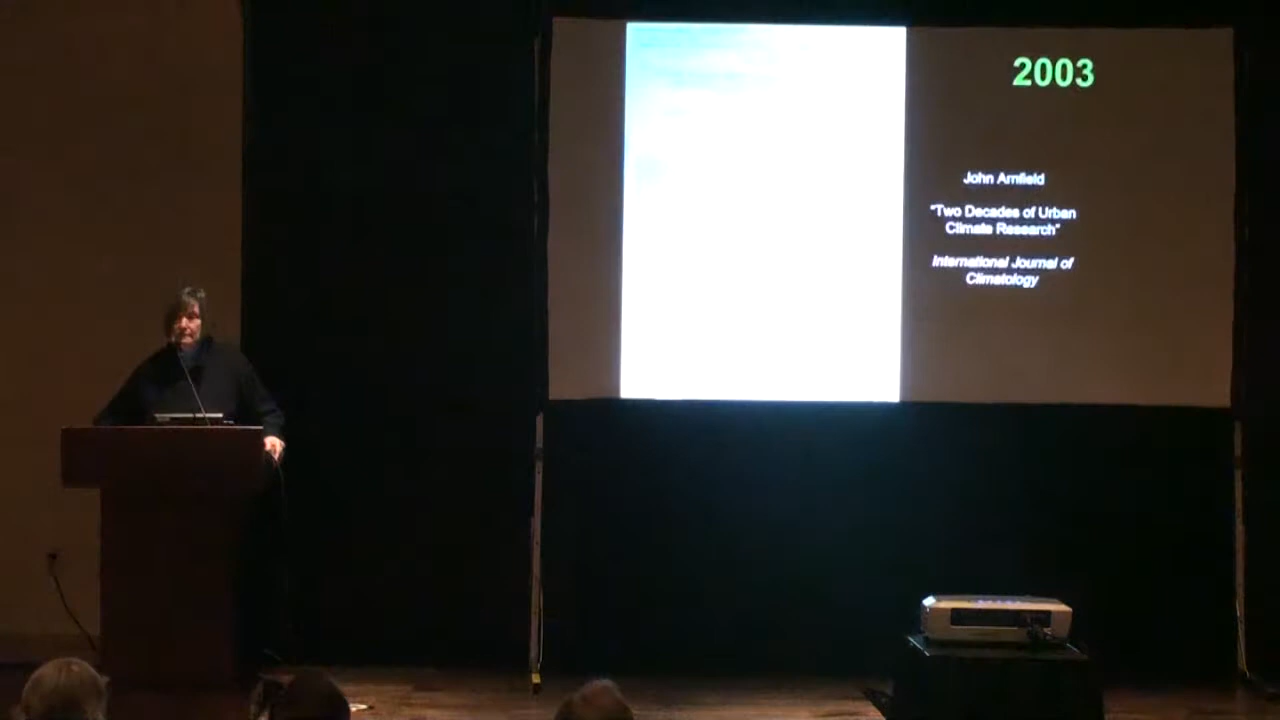 2003
John Arnfield
"Two Decades of Urban
Climate Research"
International Journal of
Climatology